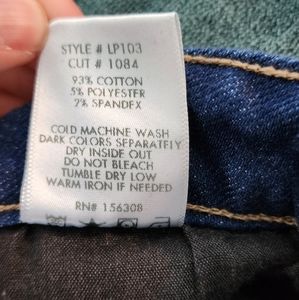 STYLE # LP103
CUT # 1084
93% COTTON
5% POLYESTER
2% SPANDEX
COLD MACHINE WASH
DARK COLORS SEPARATELY
DRY INSIDE OUT
DO NOT BLEACH
TUMBLE DRY LOW
WARM IRON IF NEEDED
RN# 156308